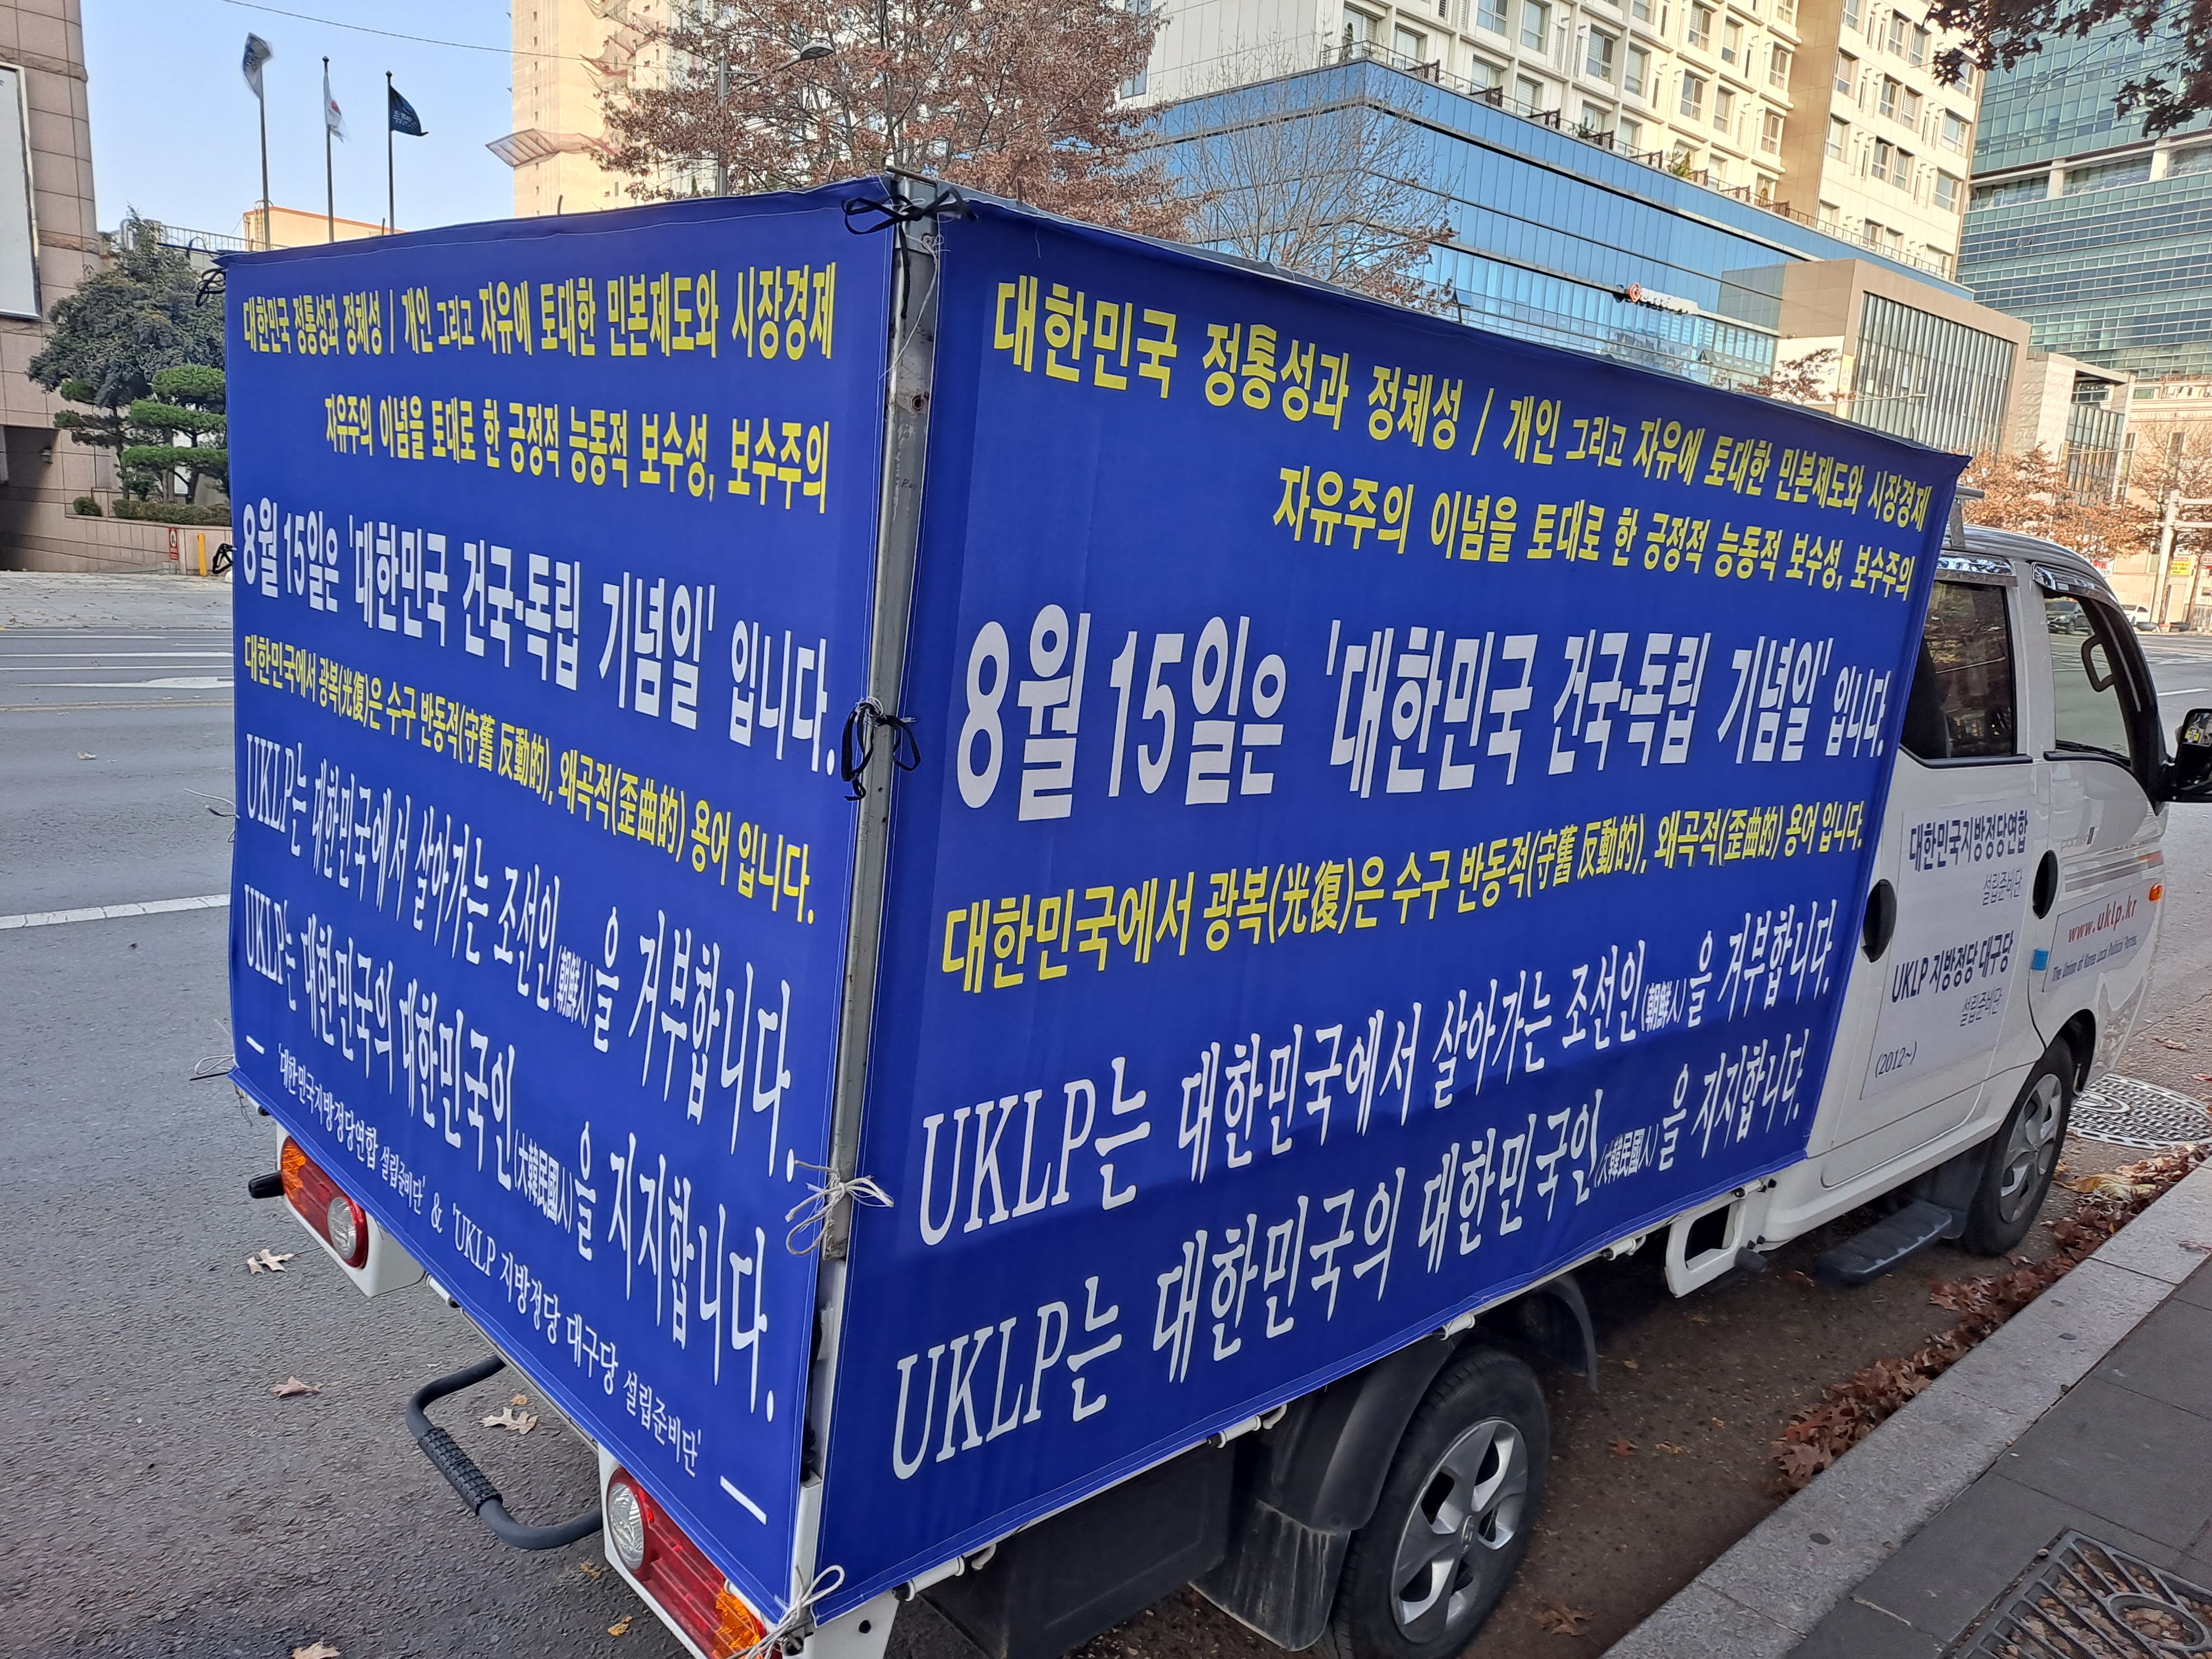 대한민국 정통성과 정체성 / 개인 그리고 자유에 토대한 민본제도와 시장경제
자유주의 이념을 토대로 한 긍정적 능동적 보수성, 보수주의
8월 15일은 '대한민국 건국·독립 기념일' 입니다.
대한민국에서 광복(光復)은 수구 반동적(守舊 反動的), 왜곡적(歪曲的) 용어 입니다.
UKLP는 대한민국에서 살아가는 조선인(朝鮮人)을 거부합니다.
UKLP는 대한민국의 대한민국인(大韓民國人)을 지지합니다.
— '대한민국지방정당연합 설립준비단' & 'UKLP 지방정당 대구당 설립준비단' —
대한민국 정통성과 정체성 / 개인 그리고 자유에 토대한 민본제도와 시장경제
자유주의 이념을 토대로 한 긍정적 능동적 보수성, 보수주의
8월 15일은 '대한민국 건국·독립 기념일' 입니다.
대한민국에서 광복(光復)은 수구 반동적(守舊 反動的), 왜곡적(歪曲的) 용어 입니다.
UKLP는 대한민국에서 살아가는 조선인(朝鮮人)을 거부합니다.
UKLP는 대한민국의 대한민국인(大韓民國人)을 지지합니다.
대한민국지방정당연합
설립준비단
UKLP 지방정당 대구당
설립준비단
(2012~)
www.uklp.kr
The Union of Korea Local Political Parties